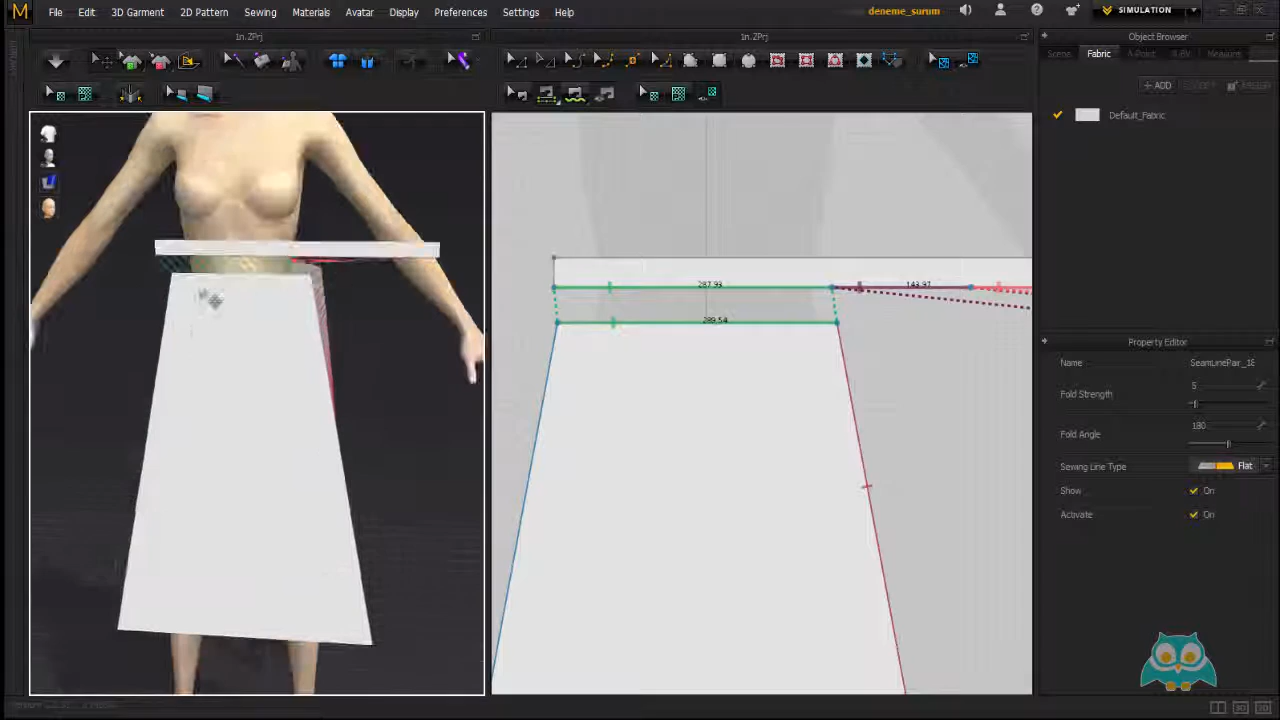 M File Edit 3D Garment 2D Pattern Sewing Materials Avatar Display Preferences Settings Help deneme_surum SIMULATION
1n.ZPrj 1n.ZPrj Object Browser
Scene Fabric
+ ADD
Default_Fabric
287.93 143.97
289.54
Property Editor
Name SeamLinePair_18
Fold Strength 5
Fold Angle 180
Sewing Line Type Flat
Show On
Activate On